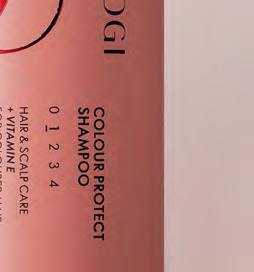 OGI
COLOUR PROTECT
SHAMPOO
0 1 2 3 4
HAIR & SCALP CARE
+ VITAMIN E